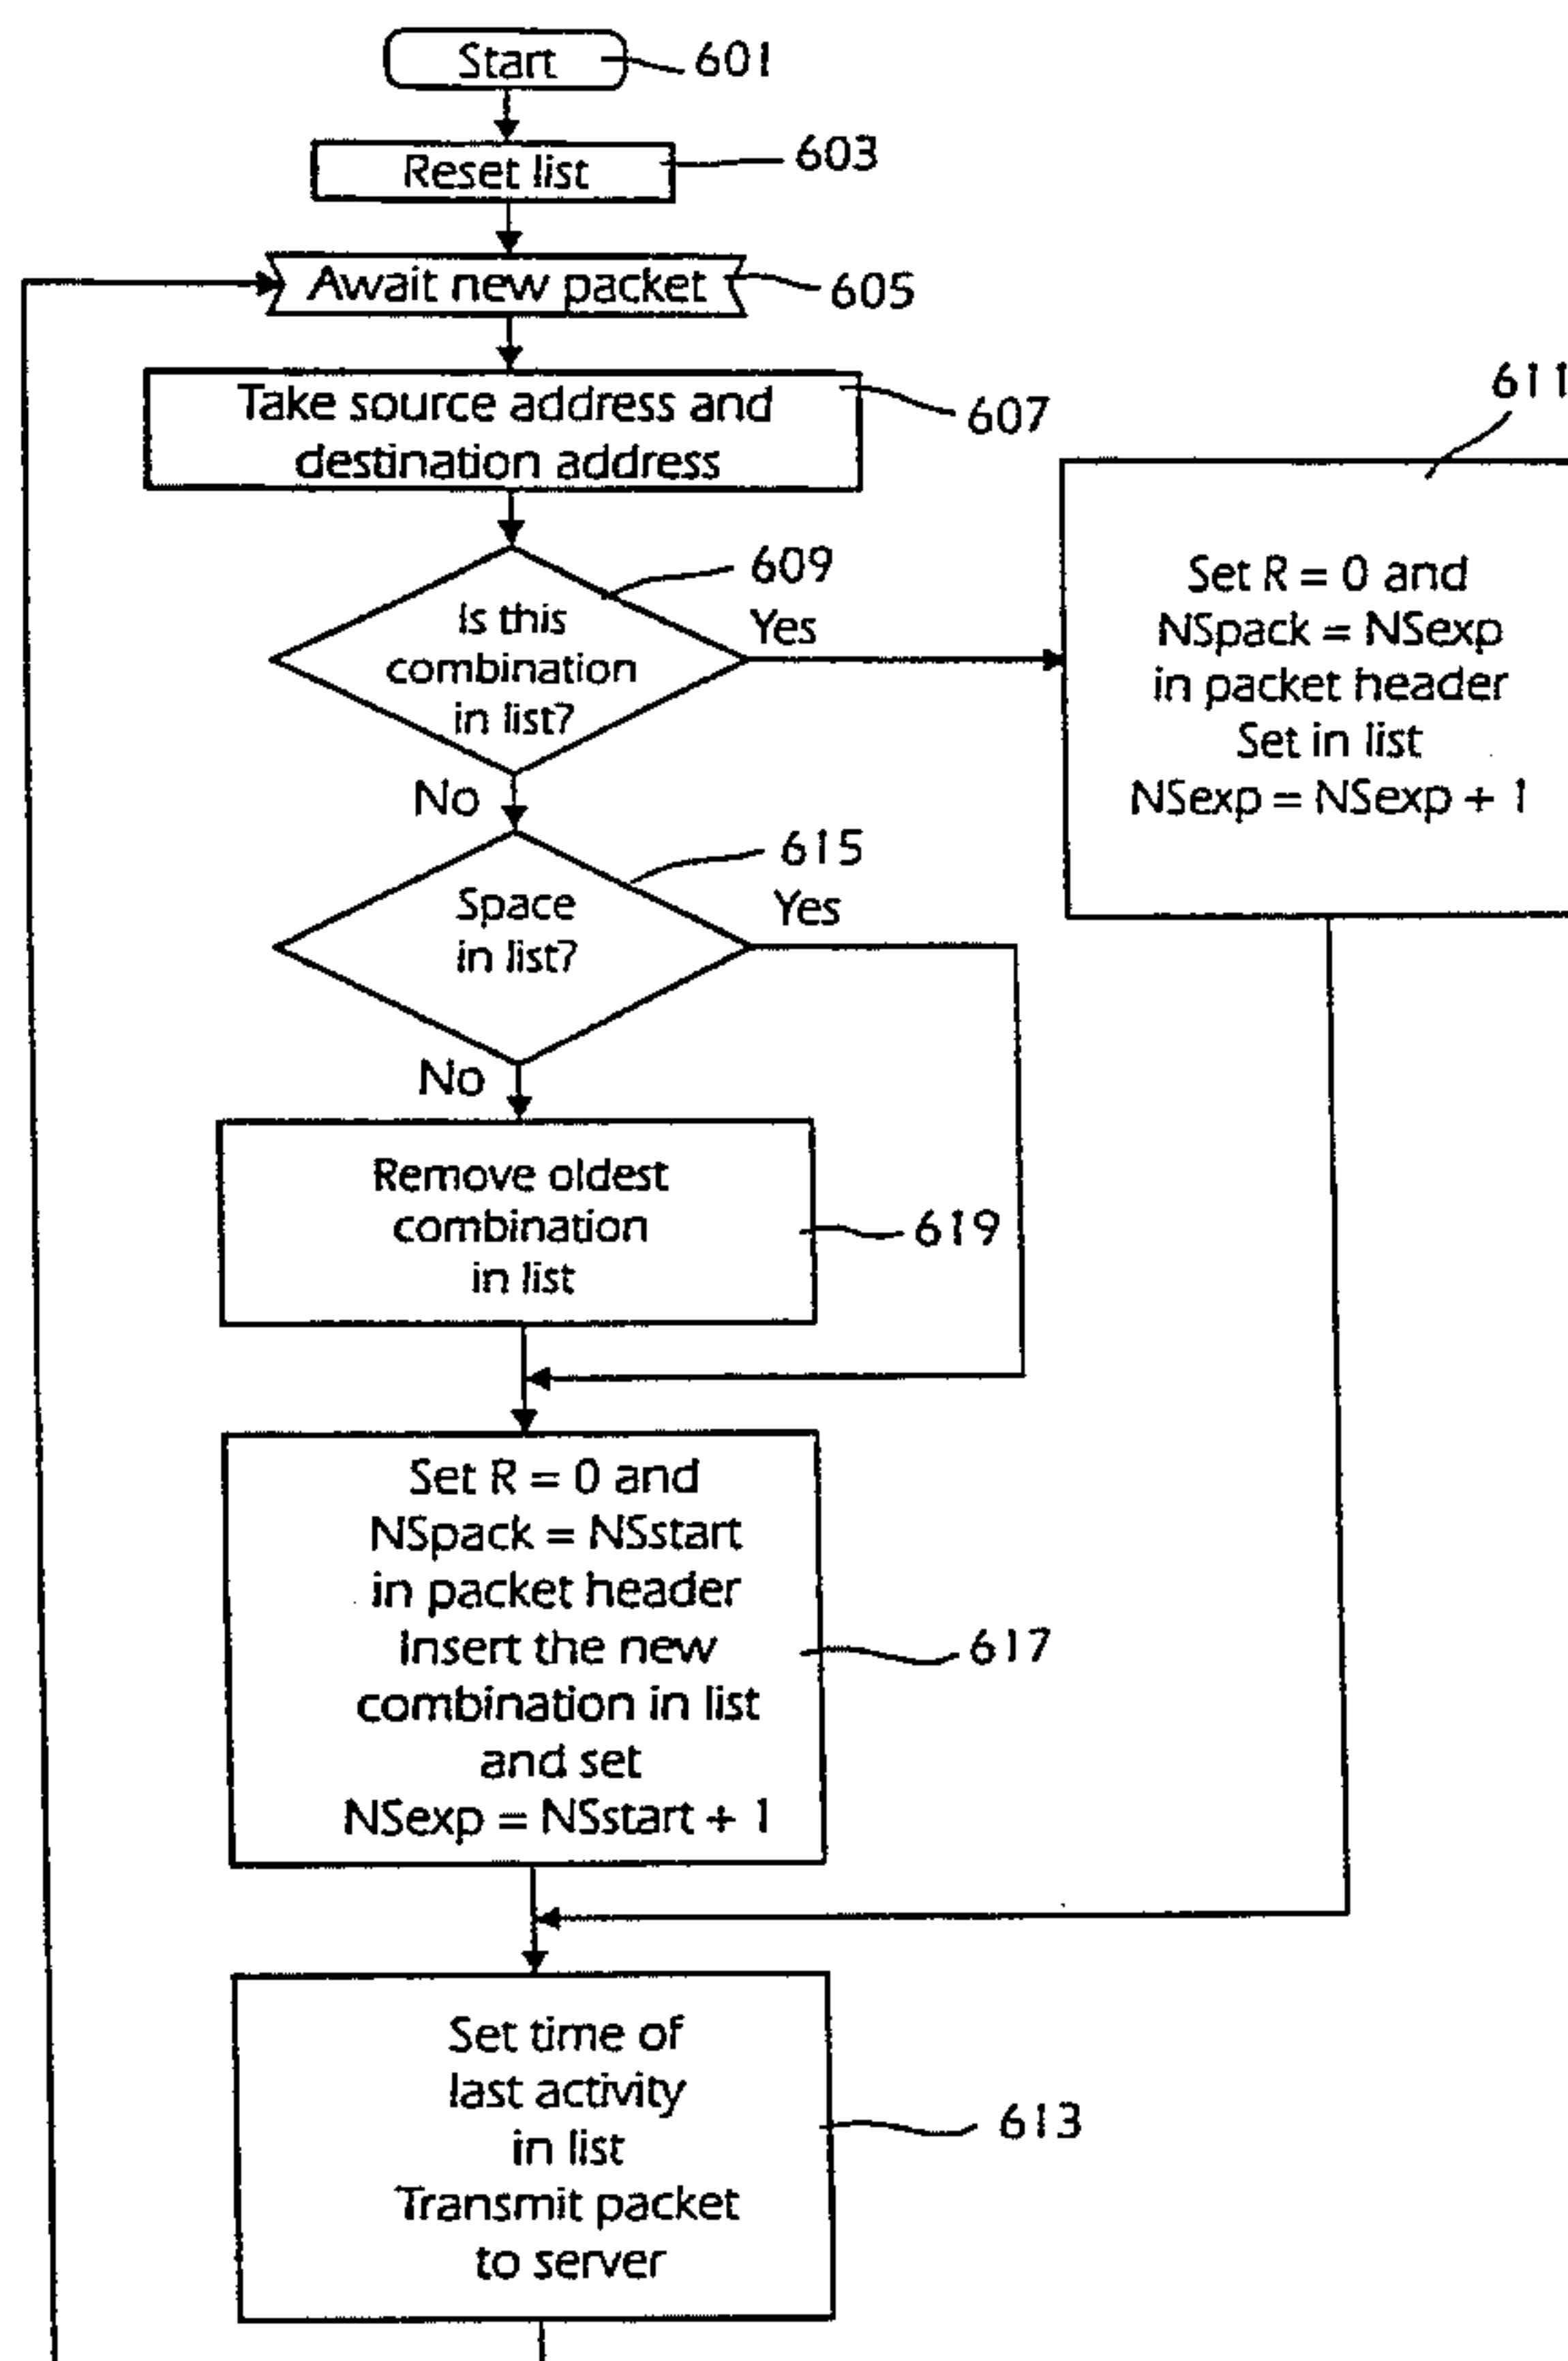 Start
601
Reset list
603
Await new packet
605
Take source address and
destination address
607
611
609
Is this
combination
in list?
Yes
No
Set R = 0 and
NSpack = NSexp
in packet header
Set in list
NSexp = NSexp + 1
615
Space
in list?
Yes
No
Remove oldest
combination
in list
619
Set R = 0 and
NSpack = NSstart
in packet header
Insert the new
combination in list
and set
NSexp = NSstart + 1
617
Set time of
last activity
in list
Transmit packet
to server
613